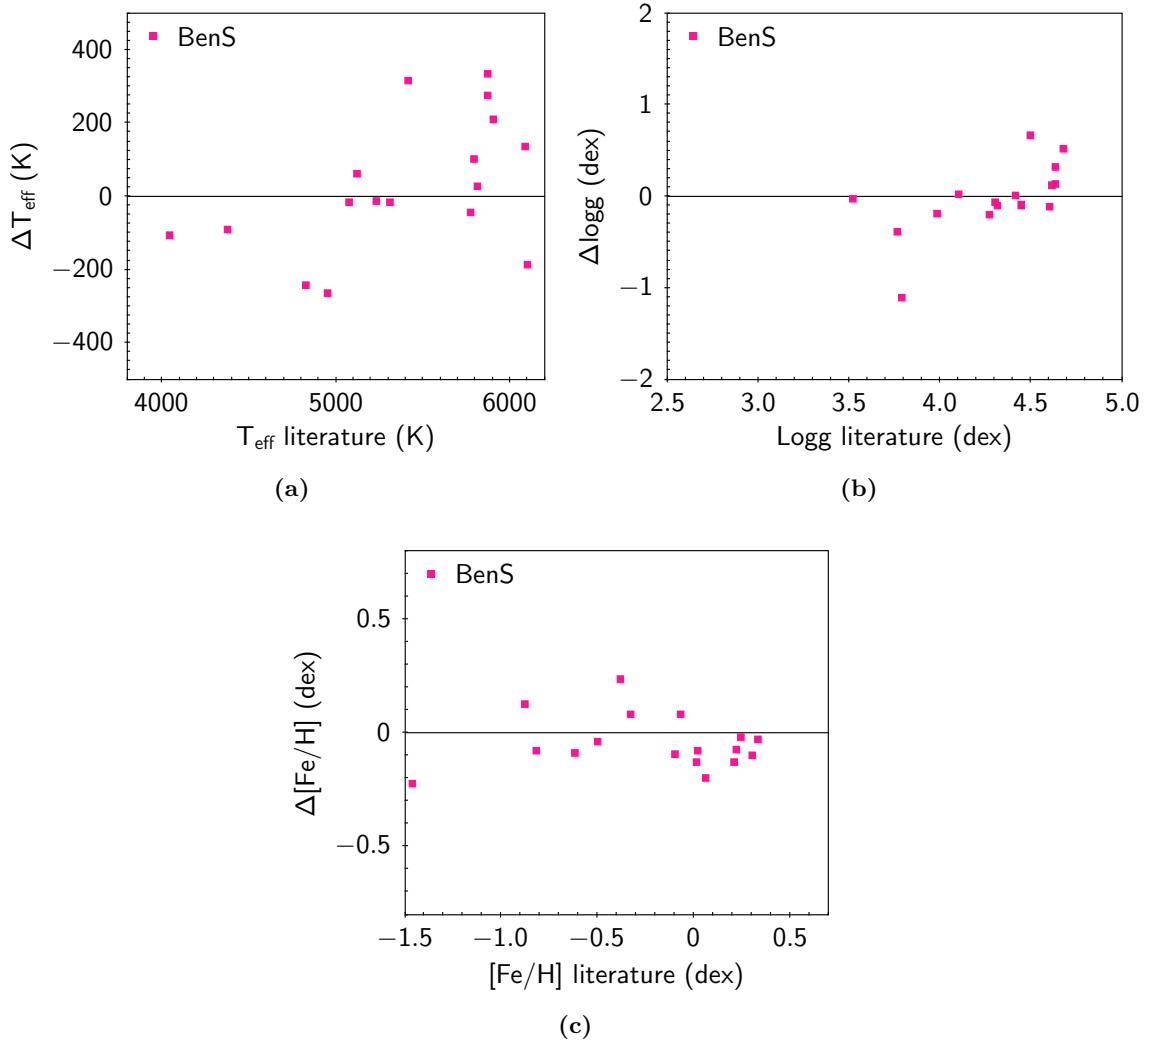 BenS
400
200
0
−200
−400
ΔT_eff (K)
4000 5000 6000
T_eff literature (K)
(a)
BenS
2
1
0
−1
−2
Δlogg (dex)
2.5 3.0 3.5 4.0 4.5 5.0
Logg literature (dex)
(b)
BenS
0.5
0
−0.5
Δ[Fe/H] (dex)
−1.5 −1.0 −0.5 0 0.5
[Fe/H] literature (dex)
(c)